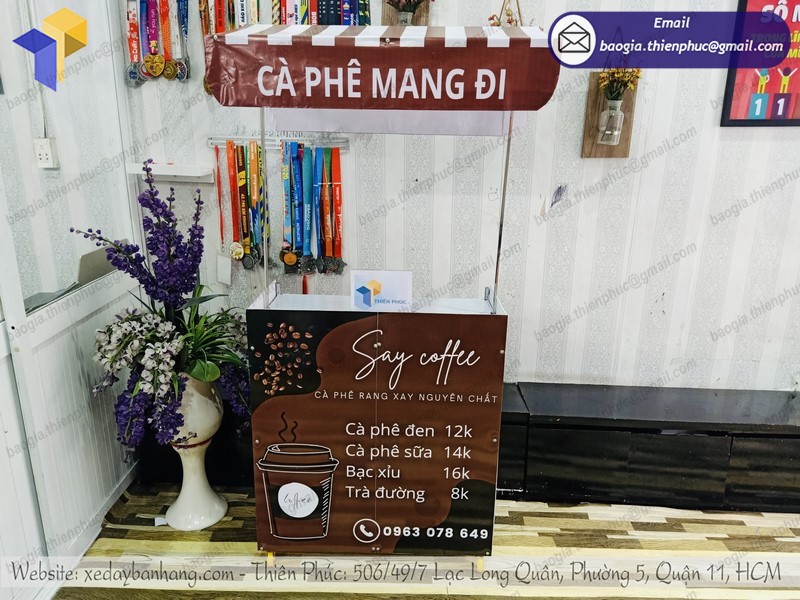 Email
baogia.thienphuc@gmail.com
SỐ M
CÀ PHÊ MANG ĐI
THIÊN PHÚC
Say coffee
CÀ PHÊ RANG XAY NGUYÊN CHẤT
Cà phê đen 12k
Cà phê sữa 14k
Bạc xỉu 16k
Trà đường 8k
Coffee
0963 078 649
Website: xedaybanhang.com - Thiên Phúc: 506/49/7 Lạc Long Quân, Phường 5, Quận 11, HCM